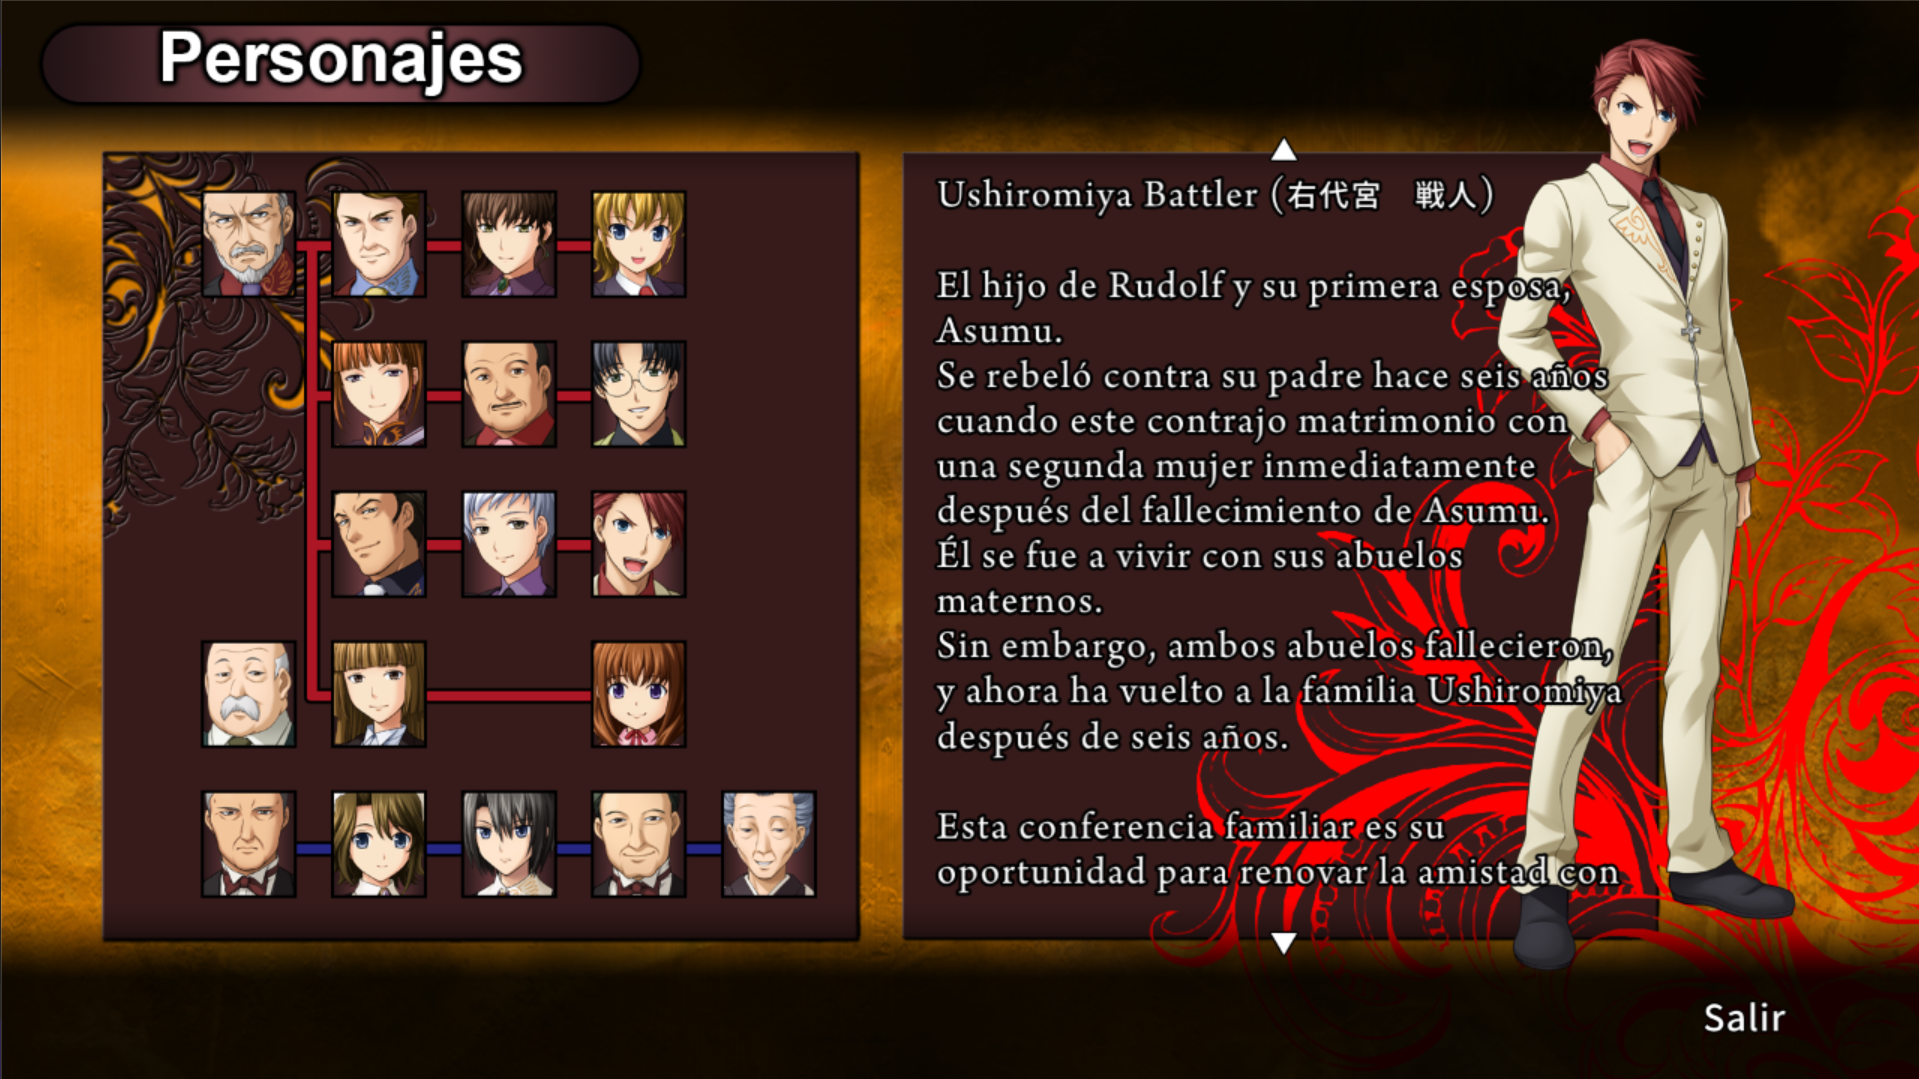 Personajes
Ushiromiya Battler (右代宮　戦人)
El hijo de Rudolf y su primera esposa,
Asumu.
Se rebeló contra su padre hace seis años
cuando este contrajo matrimonio con
una segunda mujer inmediatamente
después del fallecimiento de Asumu.
Él se fue a vivir con sus abuelos
maternos.
Sin embargo, ambos abuelos fallecieron,
y ahora ha vuelto a la familia Ushiromiya
después de seis años.
Esta conferencia familiar es su
oportunidad para renovar la amistad con
Salir